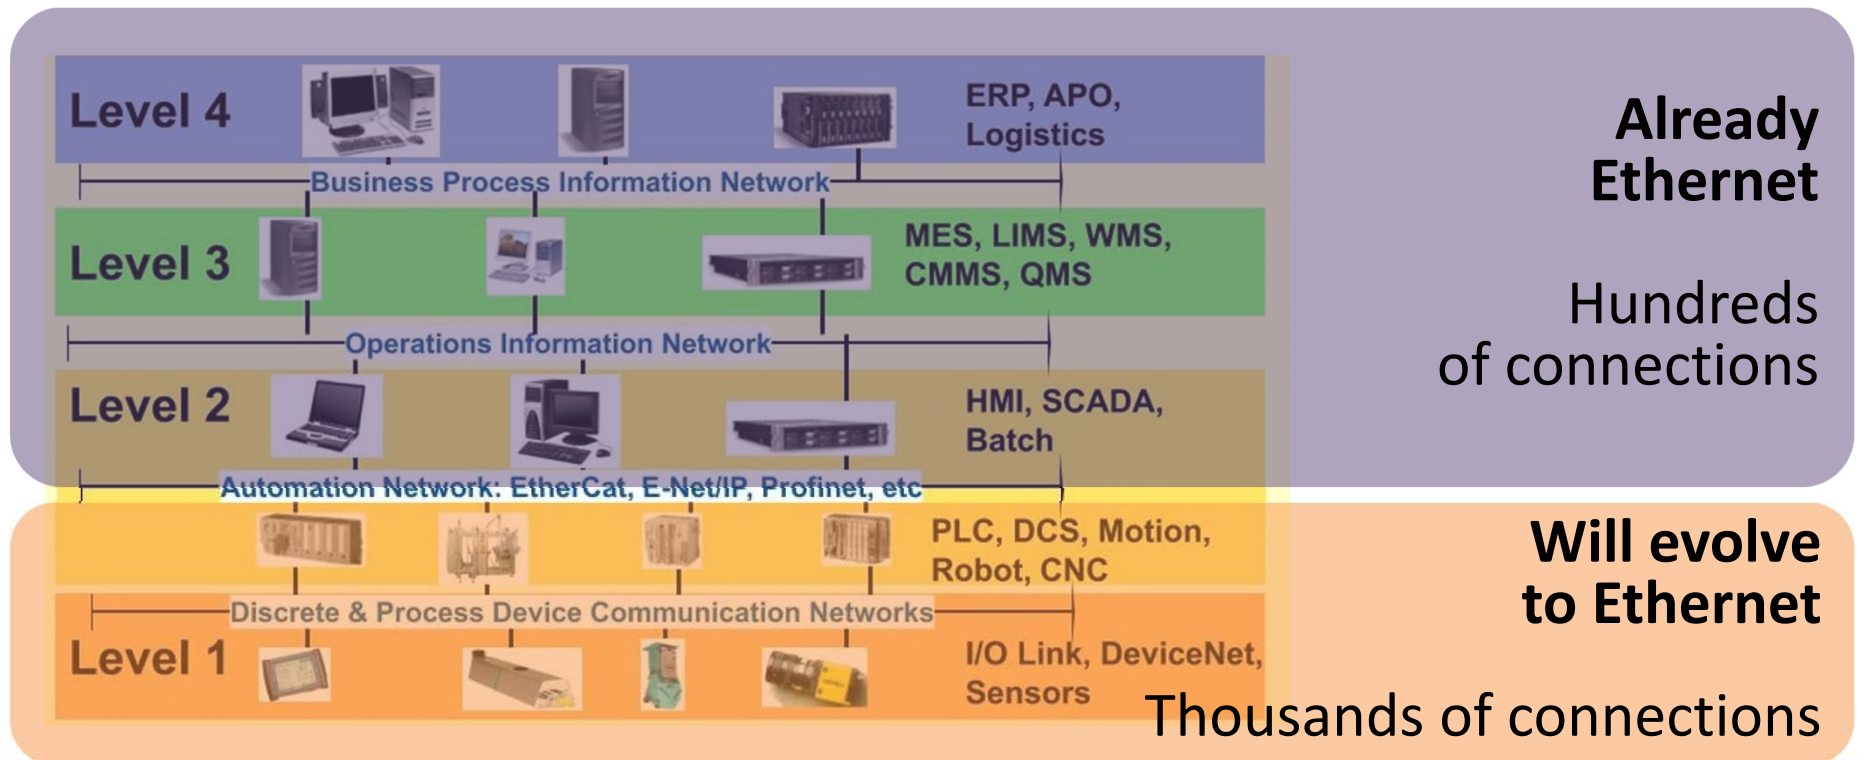 Level 4
ERP, APO,
Logistics
Already
Ethernet
Business Process Information Network
Level 3
MES, LIMS, WMS,
CMMS, QMS
Hundreds
of connections
Operations Information Network
Level 2
HMI, SCADA,
Batch
Automation Network: EtherCat, E-Net/IP, Profinet, etc
PLC, DCS, Motion,
Robot, CNC
Will evolve
to Ethernet
Discrete & Process Device Communication Networks
Level 1
I/O Link, DeviceNet,
Sensors
Thousands of connections